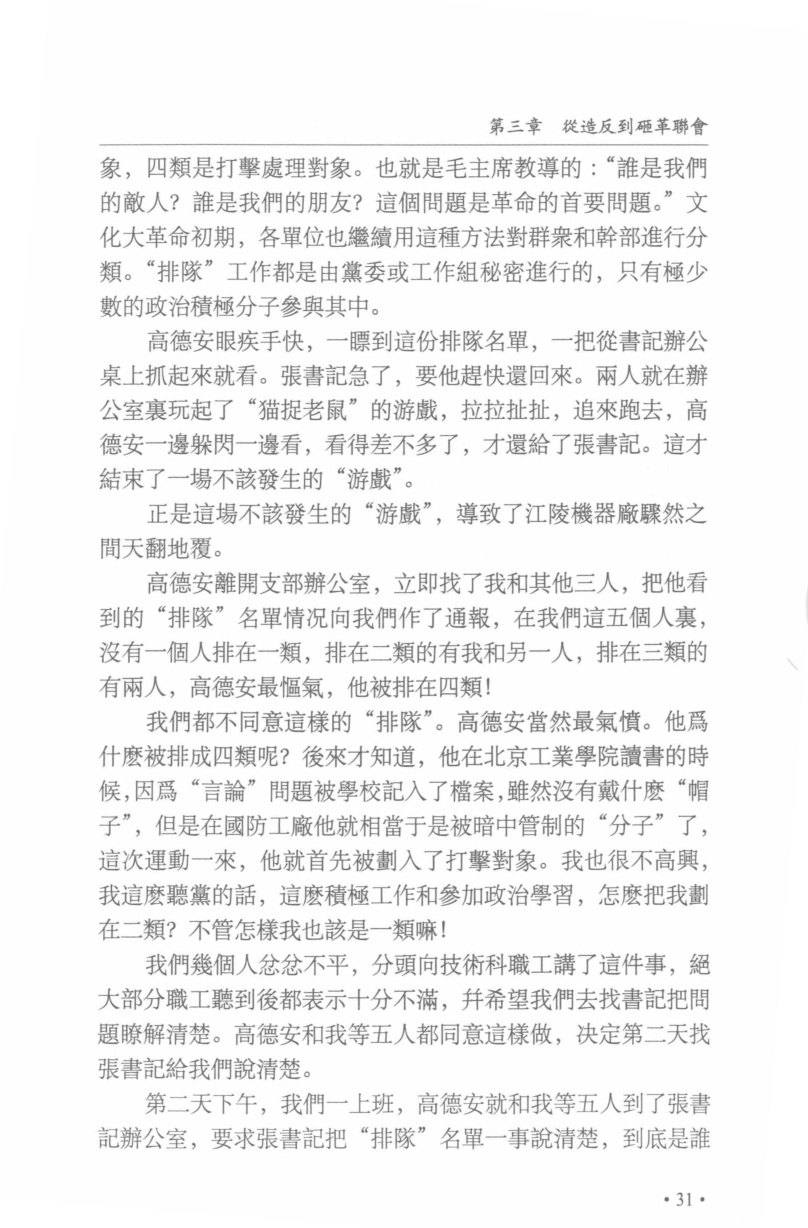 第三章　從造反到砸革聯會
象，四類是打擊處理對象。也就是毛主席教導的：“誰是我們
的敵人？誰是我們的朋友？這個問題是革命的首要問題。”文
化大革命初期，各單位也繼續用這種方法對群衆和幹部進行分
類。“排隊”工作都是由黨委或工作組秘密進行的，只有極少
數的政治積極分子參與其中。
高德安眼疾手快，一瞟到這份排隊名單，一把從書記辦公
桌上抓起來就看。張書記急了，要他趕快還回來。兩人就在辦
公室裏玩起了“猫捉老鼠”的游戲，拉拉扯扯，追來跑去，高
德安一邊躲閃一邊看，看得差不多了，才還給了張書記。這才
結束了一場不該發生的“游戲”。
正是這場不該發生的“游戲”，導致了江陵機器廠驟然之
間天翻地覆。
高德安離開支部辦公室，立即找了我和其他三人，把他看
到的“排隊”名單情况向我們作了通報，在我們這五個人裏，
沒有一個人排在一類，排在二類的有我和另一人，排在三類的
有兩人，高德安最慪氣，他被排在四類！
我們都不同意這樣的“排隊”。高德安當然最氣憤。他爲
什麽被排成四類呢？後來才知道，他在北京工業學院讀書的時
候，因爲“言論”問題被學校記入了檔案，雖然沒有戴什麽“帽
子”，但是在國防工廠他就相當于是被暗中管制的“分子”了，
這次運動一來，他就首先被劃入了打擊對象。我也很不高興，
我這麽聽黨的話，這麽積極工作和參加政治學習，怎麽把我劃
在二類？不管怎樣我也該是一類嘛！
我們幾個人忿忿不平，分頭向技術科職工講了這件事，絕
大部分職工聽到後都表示十分不滿，幷希望我們去找書記把問
題瞭解清楚。高德安和我等五人都同意這樣做，决定第二天找
張書記給我們說清楚。
第二天下午，我們一上班，高德安就和我等五人到了張書
記辦公室，要求張書記把“排隊”名單一事說清楚，到底是誰
• 31 •